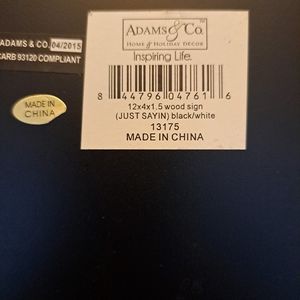 ADAMS & CO. 04/2015
CARB 93120 COMPLIANT
MADE IN
CHINA
ADAMS & Co.™
HOME & HOLIDAY DECOR
Inspiring Life.
8 44796 04761 6
12x4x1.5 wood sign
(JUST SAYIN) black/white
13175
MADE IN CHINA